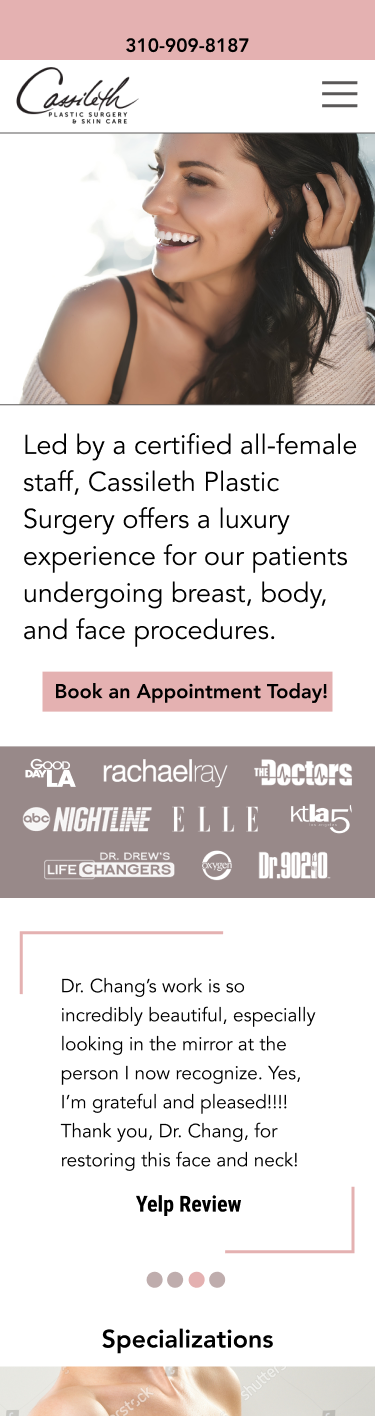 310-909-8187
Cassileth
PLASTIC SURGERY
& SKIN CARE
Led by a certified all-female
staff, Cassileth Plastic
Surgery offers a luxury
experience for our patients
undergoing breast, body,
and face procedures.
Book an Appointment Today!
GOOD
DAY LA
rachaelray
THE Doctors
abc NIGHTLINE
ELLE
ktla5
DR. DREW'S
LIFE CHANGERS
oxygen
Dr.90210
Dr. Chang's work is so
incredibly beautiful, especially
looking in the mirror at the
person I now recognize. Yes,
I'm grateful and pleased!!!!
Thank you, Dr. Chang, for
restoring this face and neck!
Yelp Review
Specializations